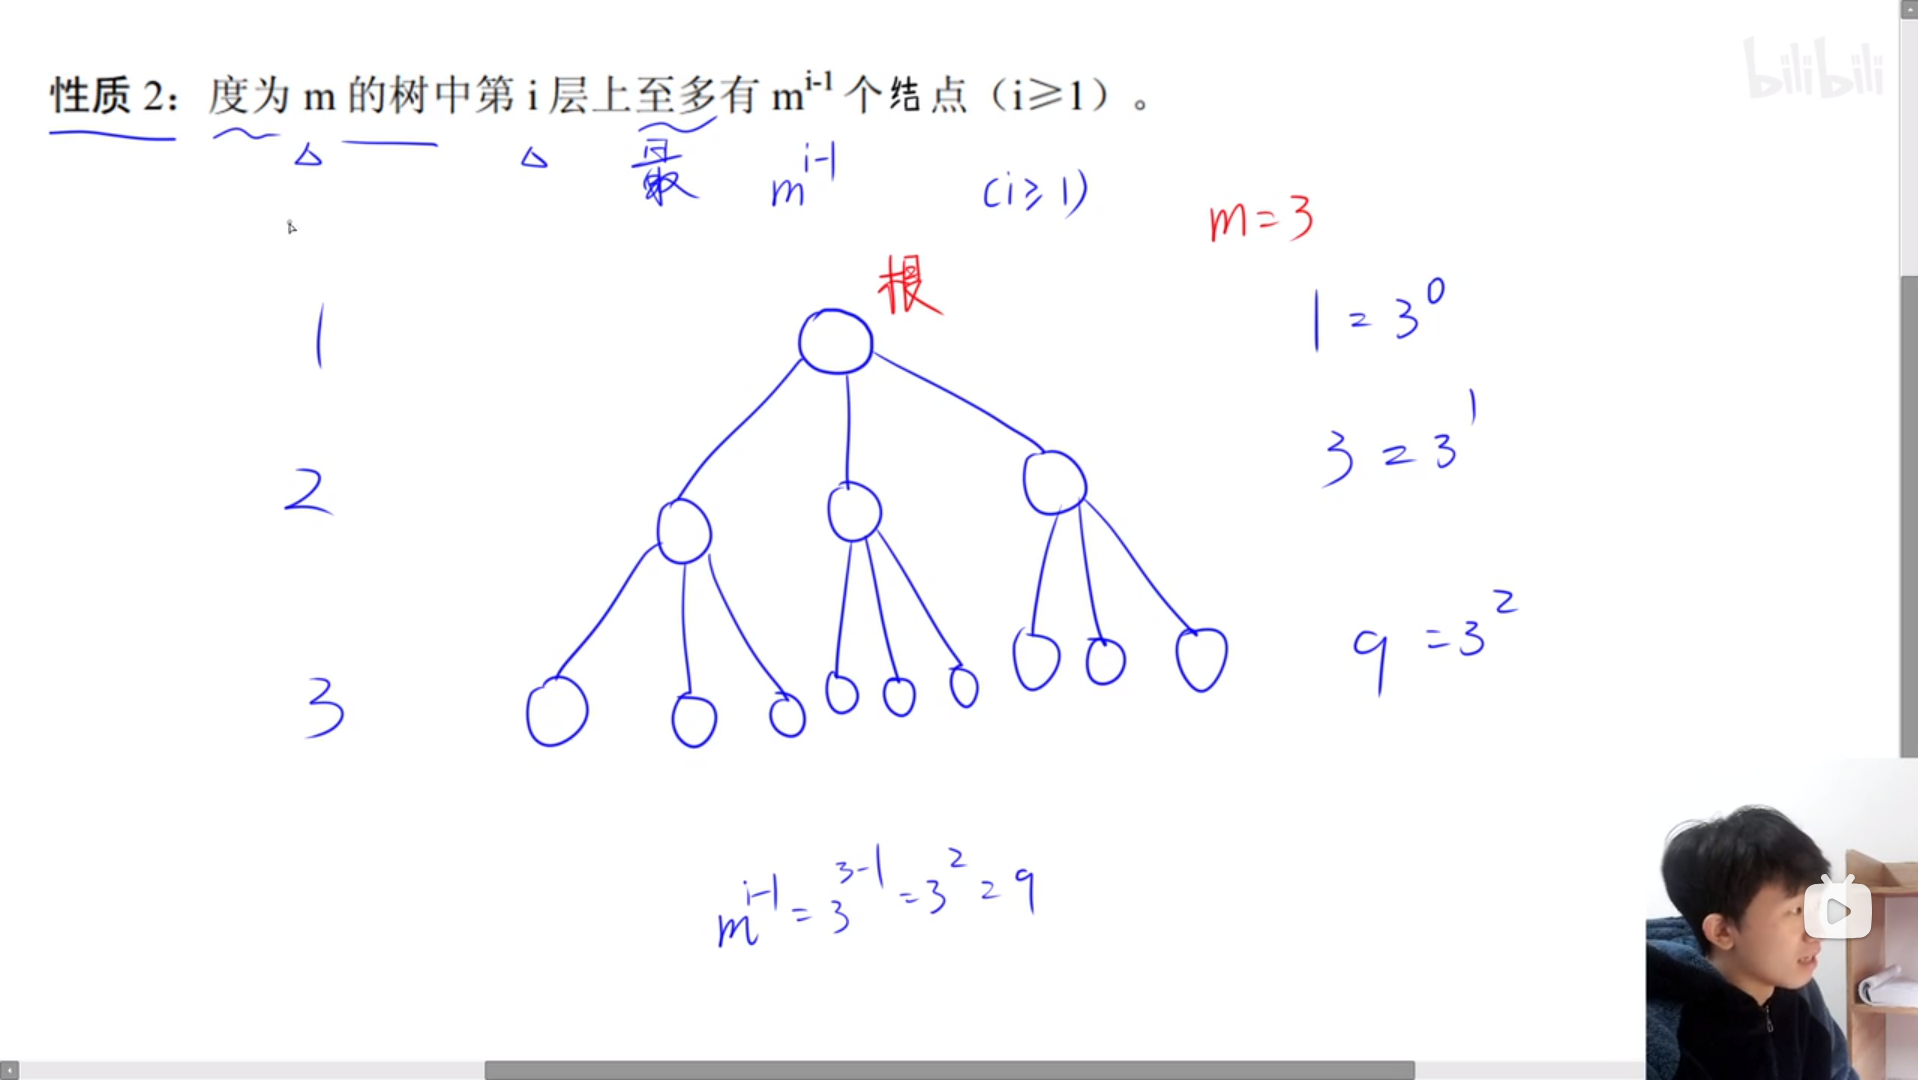 bilibili
性质 2：度为 m 的树中第 i 层上至多有 m^{i-1} 个结点（i≥1）。
最 m^{i-1} (i≥1)
m=3
根
1 1=3^0
2 3=3^1
3 9=3^2
m^{i-1}=3^{3-1}=3^2=9